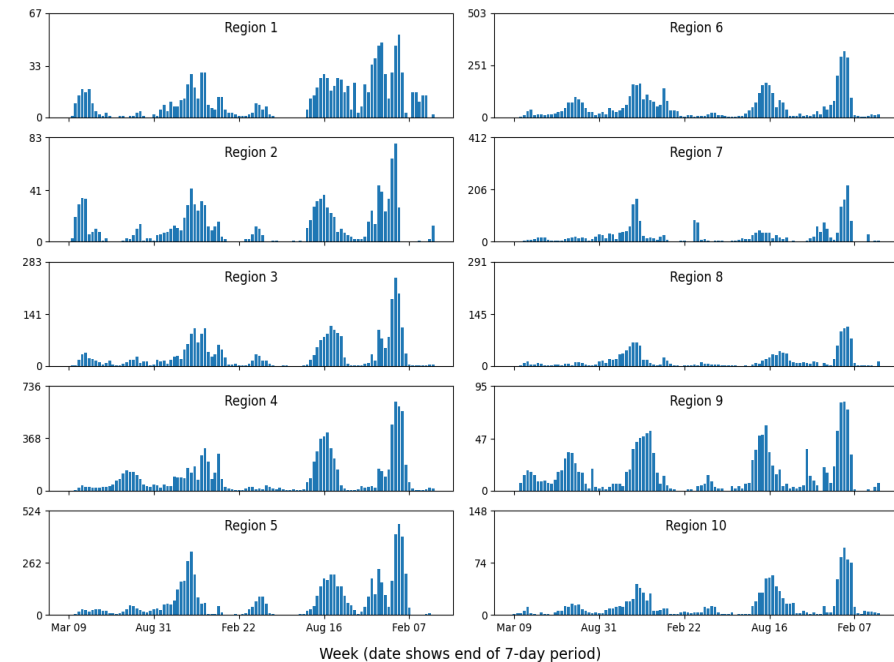 67
33
0
Region 1
503
251
0
Region 6
83
41
0
Region 2
412
206
0
Region 7
283
141
0
Region 3
291
145
0
Region 8
736
368
0
Region 4
95
47
0
Region 9
524
262
0
Region 5
148
74
0
Region 10
Mar 09 Aug 31 Feb 22 Aug 16 Feb 07
Mar 09 Aug 31 Feb 22 Aug 16 Feb 07
Week (date shows end of 7-day period)